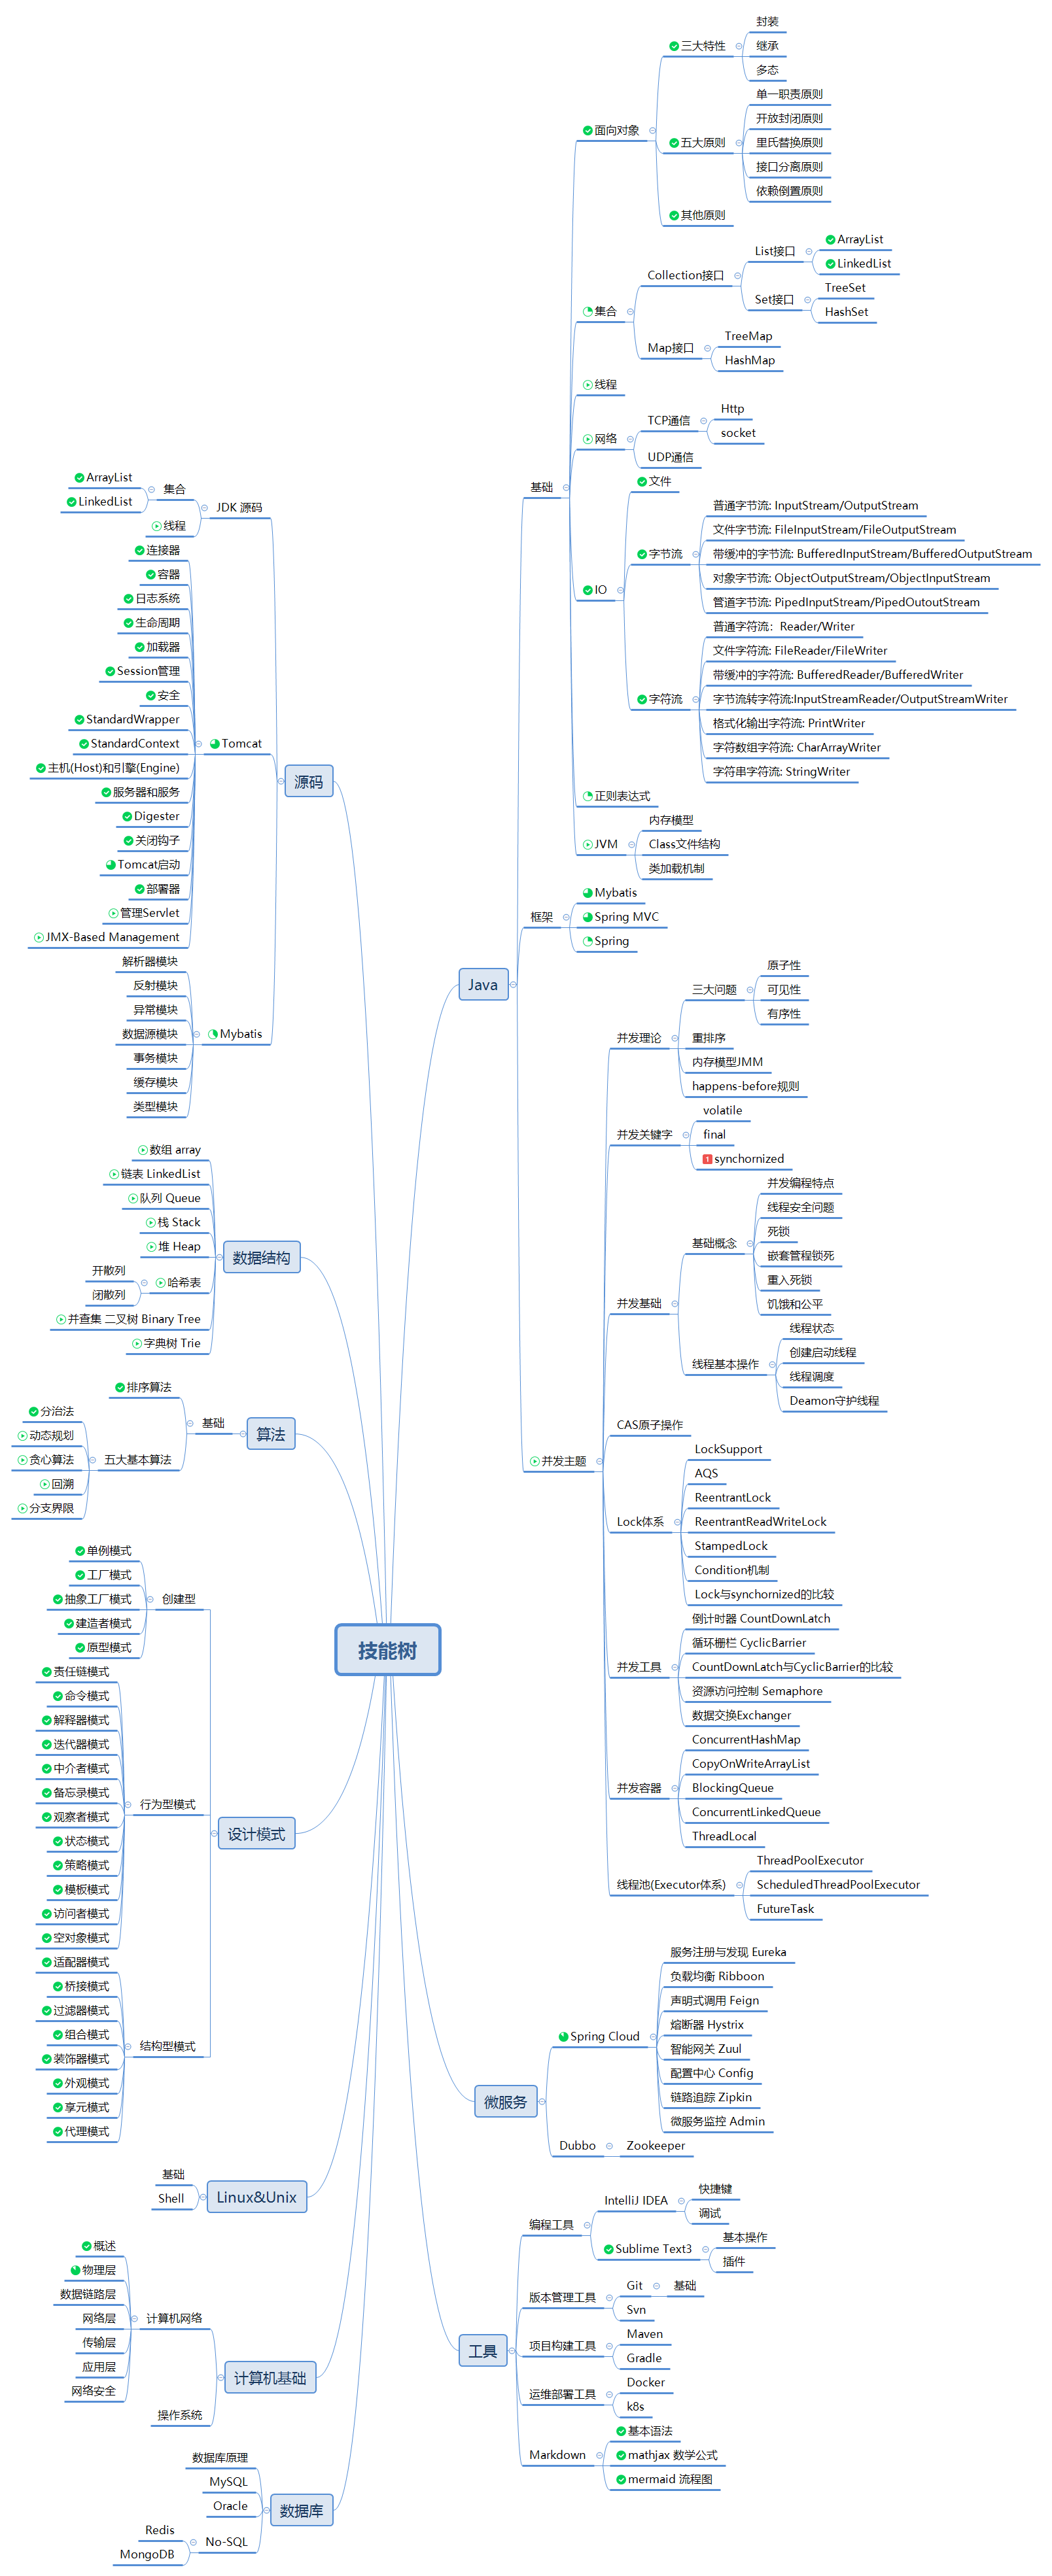 技能树
Java
基础
面向对象
三大特性
封装
继承
多态
五大原则
单一职责原则
开放封闭原则
里氏替换原则
接口分离原则
依赖倒置原则
其他原则
集合
Collection接口
List接口
ArrayList
LinkedList
Set接口
TreeSet
HashSet
Map接口
TreeMap
HashMap
线程
网络
TCP通信
Http
socket
UDP通信
IO
文件
字节流
普通字节流: InputStream/OutputStream
文件字节流: FileInputStream/FileOutputStream
带缓冲的字节流: BufferedInputStream/BufferedOutputStream
对象字节流: ObjectOutputStream/ObjectInputStream
管道字节流: PipedInputStream/PipedOutoutStream
字符流
普通字符流：Reader/Writer
文件字符流: FileReader/FileWriter
带缓冲的字符流: BufferedReader/BufferedWriter
字节流转字符流:InputStreamReader/OutputStreamWriter
格式化输出字符流: PrintWriter
字符数组字符流: CharArrayWriter
字符串字符流: StringWriter
正则表达式
JVM
内存模型
Class文件结构
类加载机制
框架
Mybatis
Spring MVC
Spring
并发主题
并发理论
三大问题
原子性
可见性
有序性
重排序
内存模型JMM
happens-before规则
并发关键字
volatile
final
1 synchornized
并发基础
基础概念
并发编程特点
线程安全问题
死锁
嵌套管程锁死
重入死锁
饥饿和公平
线程基本操作
线程状态
创建启动线程
线程调度
Deamon守护线程
CAS原子操作
Lock体系
LockSupport
AQS
ReentrantLock
ReentrantReadWriteLock
StampedLock
Condition机制
Lock与synchornized的比较
并发工具
倒计时器 CountDownLatch
循环栅栏 CyclicBarrier
CountDownLatch与CyclicBarrier的比较
资源访问控制 Semaphore
数据交换Exchanger
并发容器
ConcurrentHashMap
CopyOnWriteArrayList
BlockingQueue
ConcurrentLinkedQueue
ThreadLocal
线程池(Executor体系)
ThreadPoolExecutor
ScheduledThreadPoolExecutor
FutureTask
微服务
Spring Cloud
服务注册与发现 Eureka
负载均衡 Ribboon
声明式调用 Feign
熔断器 Hystrix
智能网关 Zuul
配置中心 Config
链路追踪 Zipkin
微服务监控 Admin
Dubbo
Zookeeper
工具
编程工具
IntelliJ IDEA
快捷键
调试
Sublime Text3
基本操作
插件
版本管理工具
Git
基础
Svn
项目构建工具
Maven
Gradle
运维部署工具
Docker
k8s
Markdown
基本语法
mathjax 数学公式
mermaid 流程图
源码
JDK 源码
集合
ArrayList
LinkedList
线程
Tomcat
连接器
容器
日志系统
生命周期
加载器
Session管理
安全
StandardWrapper
StandardContext
主机(Host)和引擎(Engine)
服务器和服务
Digester
关闭钩子
Tomcat启动
部署器
管理Servlet
JMX-Based Management
Mybatis
解析器模块
反射模块
异常模块
数据源模块
事务模块
缓存模块
类型模块
数据结构
数组 array
链表 LinkedList
队列 Queue
栈 Stack
堆 Heap
哈希表
开散列
闭散列
并查集 二叉树 Binary Tree
字典树 Trie
算法
基础
排序算法
五大基本算法
分治法
动态规划
贪心算法
回溯
分支界限
设计模式
创建型
单例模式
工厂模式
抽象工厂模式
建造者模式
原型模式
行为型模式
责任链模式
命令模式
解释器模式
迭代器模式
中介者模式
备忘录模式
观察者模式
状态模式
策略模式
模板模式
访问者模式
空对象模式
结构型模式
适配器模式
桥接模式
过滤器模式
组合模式
装饰器模式
外观模式
享元模式
代理模式
Linux&Unix
基础
Shell
计算机基础
计算机网络
概述
物理层
数据链路层
网络层
传输层
应用层
网络安全
操作系统
数据库
数据库原理
MySQL
Oracle
No-SQL
Redis
MongoDB